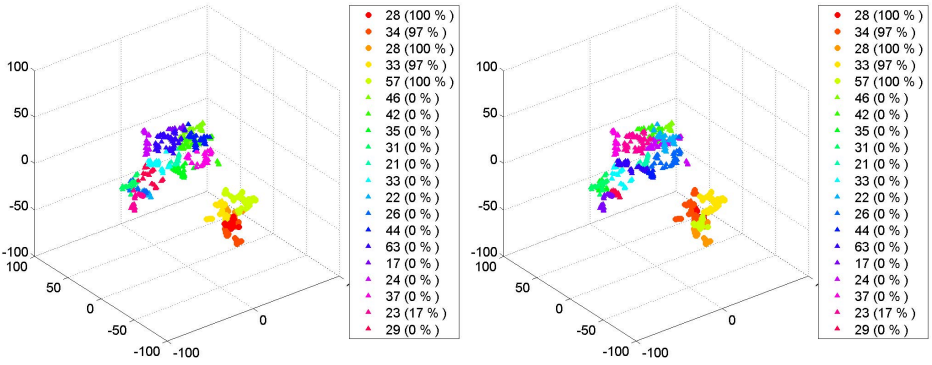 100
50
0
-50
-100
100
50
0
-50
-100
-100
0
28 (100 %)
34 (97 %)
28 (100 %)
33 (97 %)
57 (100 %)
46 (0 %)
42 (0 %)
35 (0 %)
31 (0 %)
21 (0 %)
33 (0 %)
22 (0 %)
26 (0 %)
44 (0 %)
63 (0 %)
17 (0 %)
24 (0 %)
37 (0 %)
23 (17 %)
29 (0 %)
100
50
0
-50
-100
100
50
0
-50
-100
-100
0
28 (100 %)
34 (97 %)
28 (100 %)
33 (97 %)
57 (100 %)
46 (0 %)
42 (0 %)
35 (0 %)
31 (0 %)
21 (0 %)
33 (0 %)
22 (0 %)
26 (0 %)
44 (0 %)
63 (0 %)
17 (0 %)
24 (0 %)
37 (0 %)
23 (17 %)
29 (0 %)